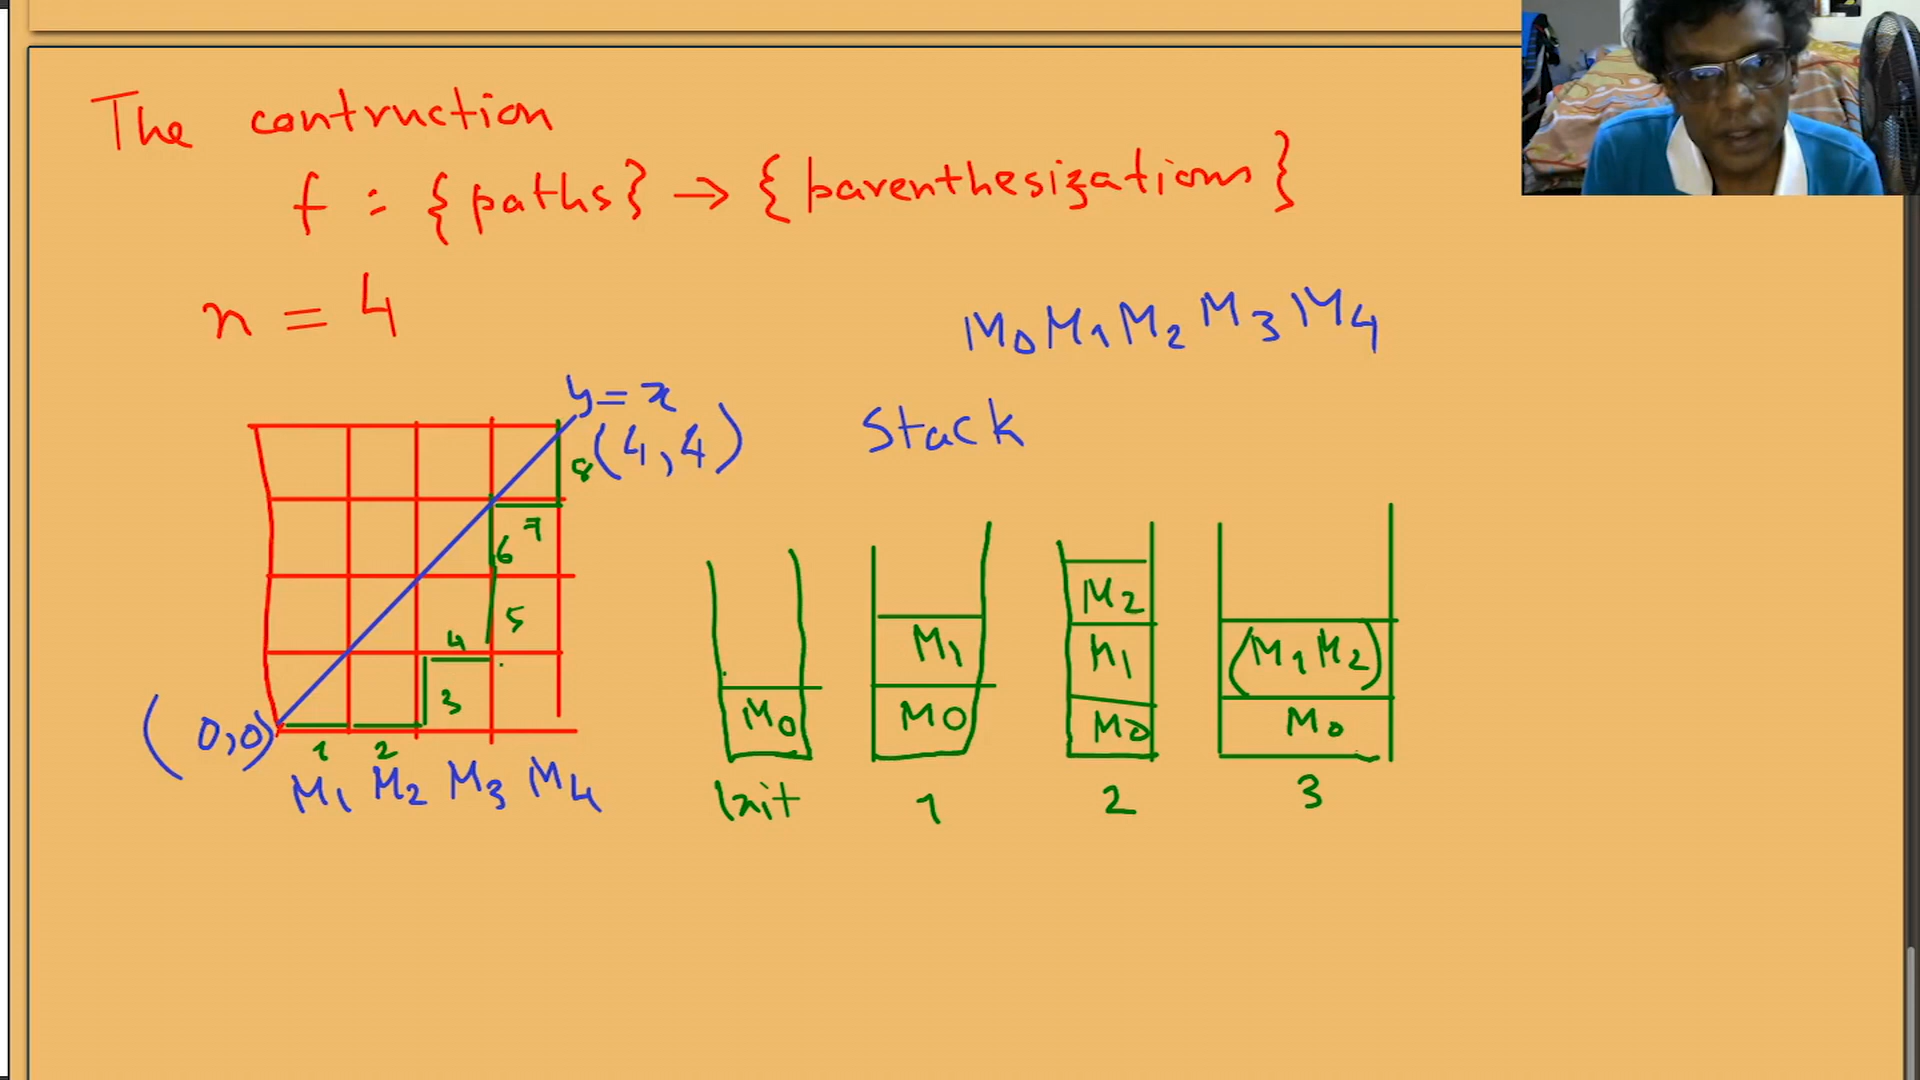 The contruction
f : {paths} → {parenthesizations}
n = 4
M0 M1 M2 M3 M4
y = x
(4,4)
Stack
8
7
6
5
4
3
(0,0)
1 2
M1 M2 M3 M4
M0
M1
M0
M2
M1
M0
(M1 M2)
M0
Init 1 2 3